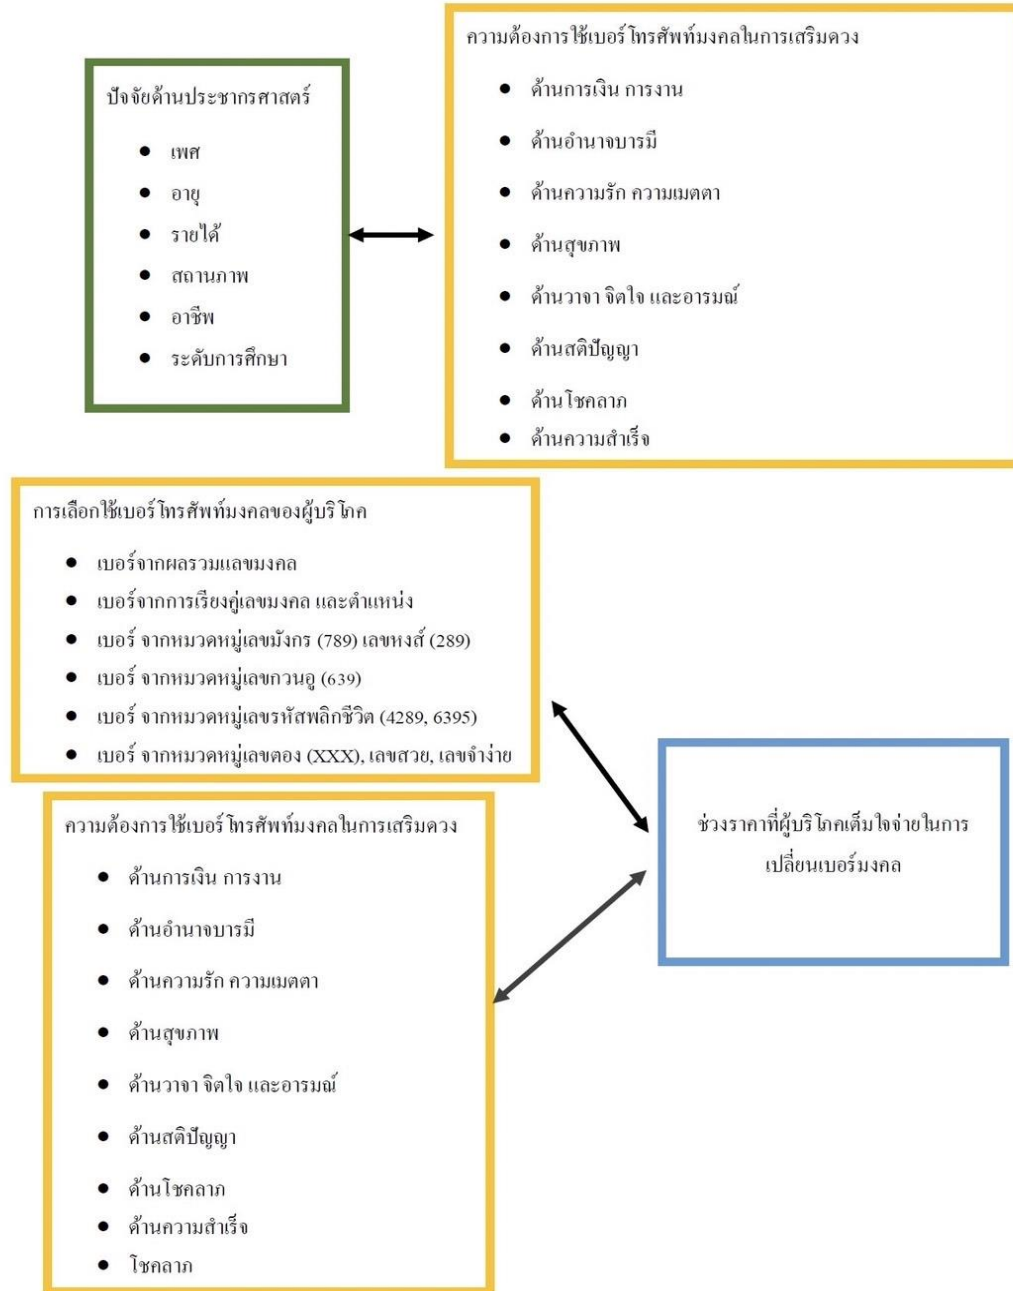 ความต้องการใช้เบอร์โทรศัพท์มงคลในการเสริมดวง
ด้านการเงิน การงาน
ด้านอำนาจบารมี
ด้านความรัก ความเมตตา
ด้านสุขภาพ
ด้านวาจา จิตใจ และอารมณ์
ด้านสติปัญญา
ด้านโชคลาภ
ด้านความสำเร็จ
ปัจจัยด้านประชากรศาสตร์
เพศ
อายุ
รายได้
สถานภาพ
อาชีพ
ระดับการศึกษา
การเลือกใช้เบอร์โทรศัพท์มงคลของผู้บริโภค
เบอร์จากผลรวมเลขมงคล
เบอร์จากการเรียงคู่เลขมงคล และตำแหน่ง
เบอร์ จากหมวดหมู่เลขมังกร (789) เลขหงส์ (289)
เบอร์ จากหมวดหมู่เลขกวนอู (639)
เบอร์ จากหมวดหมู่เลขรหัสพลิกชีวิต (4289, 6395)
เบอร์ จากหมวดหมู่เลขตอง (XXX), เลขสวย, เลขจำง่าย
ความต้องการใช้เบอร์โทรศัพท์มงคลในการเสริมดวง
ด้านการเงิน การงาน
ด้านอำนาจบารมี
ด้านความรัก ความเมตตา
ด้านสุขภาพ
ด้านวาจา จิตใจ และอารมณ์
ด้านสติปัญญา
ด้านโชคลาภ
ด้านความสำเร็จ
โชคลาภ
ช่วงราคาที่ผู้บริโภคเต็มใจจ่ายในการ
เปลี่ยนเบอร์มงคล